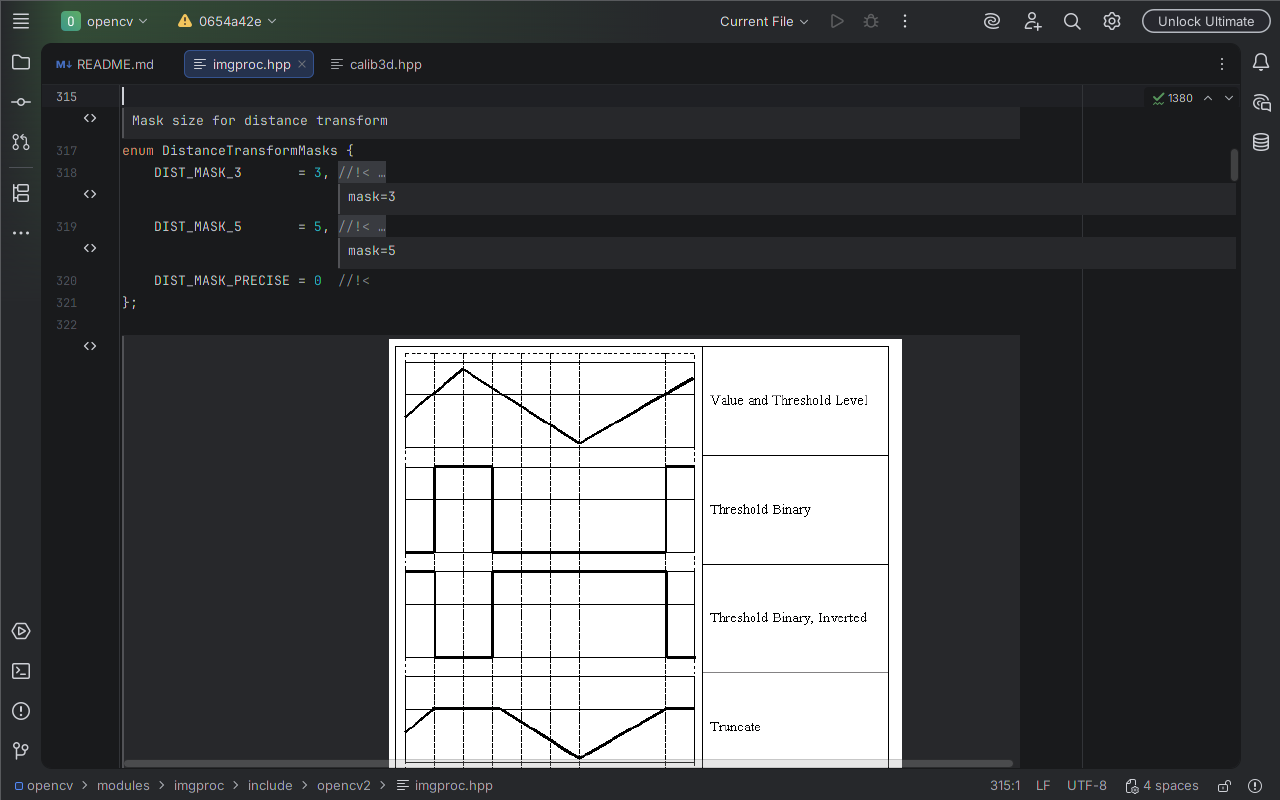 opencv
0654a42e
Current File
Unlock Ultimate
M↓ README.md
imgproc.hpp
calib3d.hpp
315
1380
Mask size for distance transform
317 enum DistanceTransformMasks {
318 DIST_MASK_3 = 3, //!< …
mask=3
319 DIST_MASK_5 = 5, //!< …
mask=5
320 DIST_MASK_PRECISE = 0 //!<
321 };
322
Value and Threshold Level
Threshold Binary
Threshold Binary, Inverted
Truncate
opencv > modules > imgproc > include > opencv2 > imgproc.hpp
315:1 LF UTF-8 4 spaces